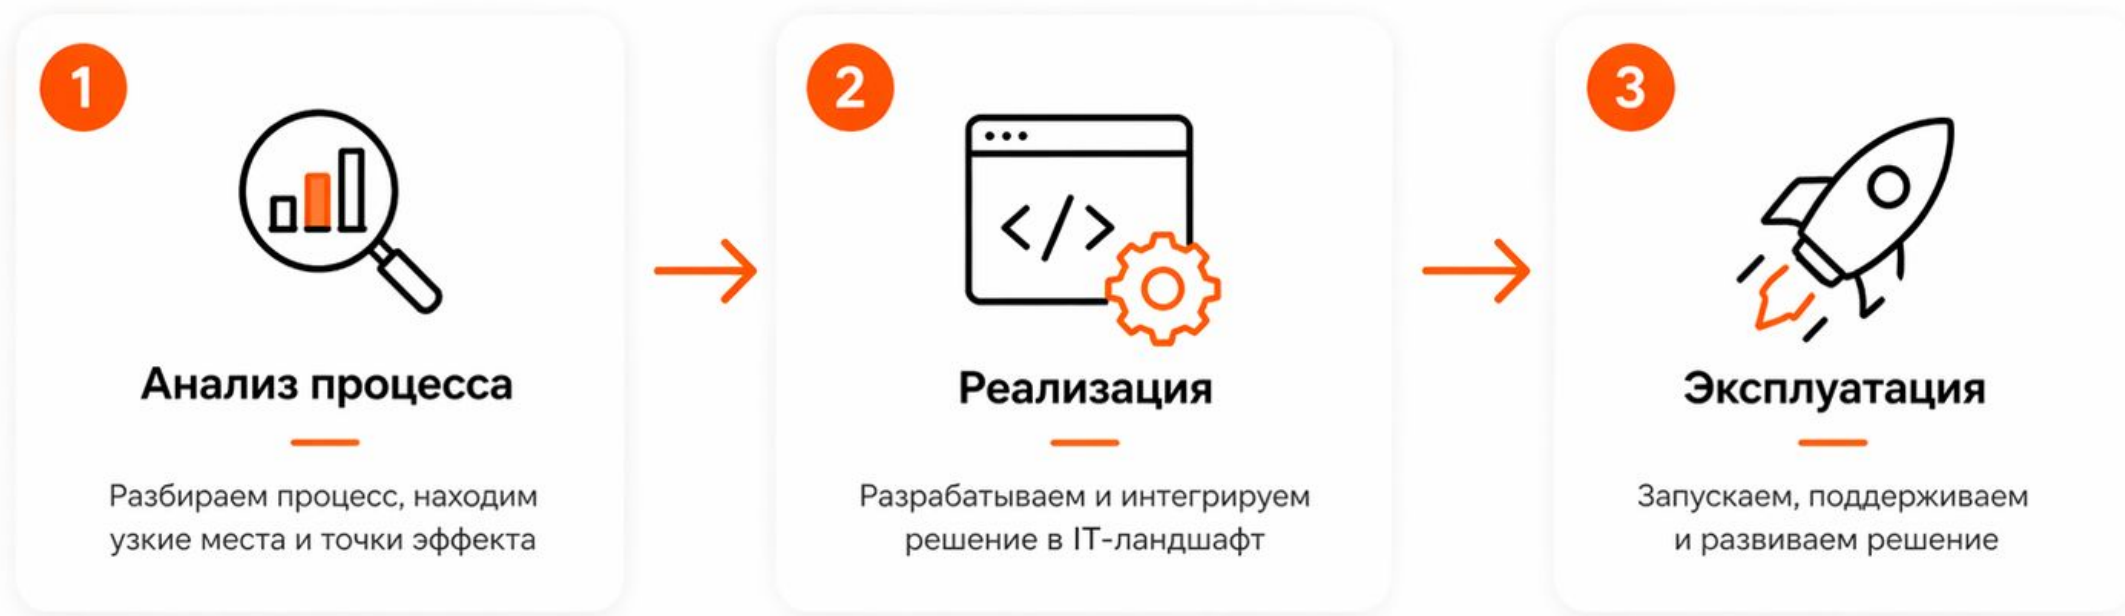 1
Анализ процесса
Разбираем процесс, находим
узкие места и точки эффекта
2
</>
Реализация
Разрабатываем и интегрируем
решение в IT-ландшафт
3
Эксплуатация
Запускаем, поддерживаем
и развиваем решение